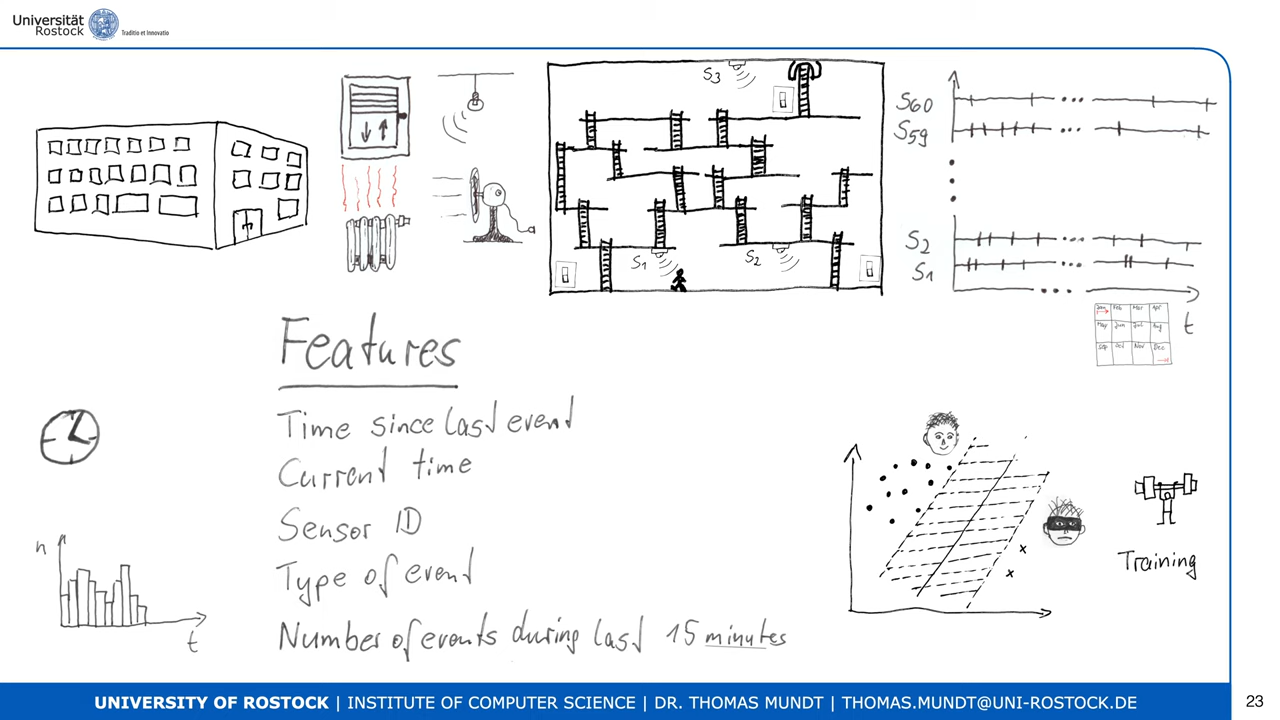 Universität
Rostock
Traditio et Innovatio
S3
S1
S2
S60
S59
S2
S1
t
Jan Feb Mar Apr
May Jun Jul Aug
Sep Oct Nov Dec
Features
Time since last event
Current time
Sensor ID
Type of event
Number of events during last 15 minutes
n
t
Training
UNIVERSITY OF ROSTOCK | INSTITUTE OF COMPUTER SCIENCE | DR. THOMAS MUNDT | THOMAS.MUNDT@UNI-ROSTOCK.DE
23